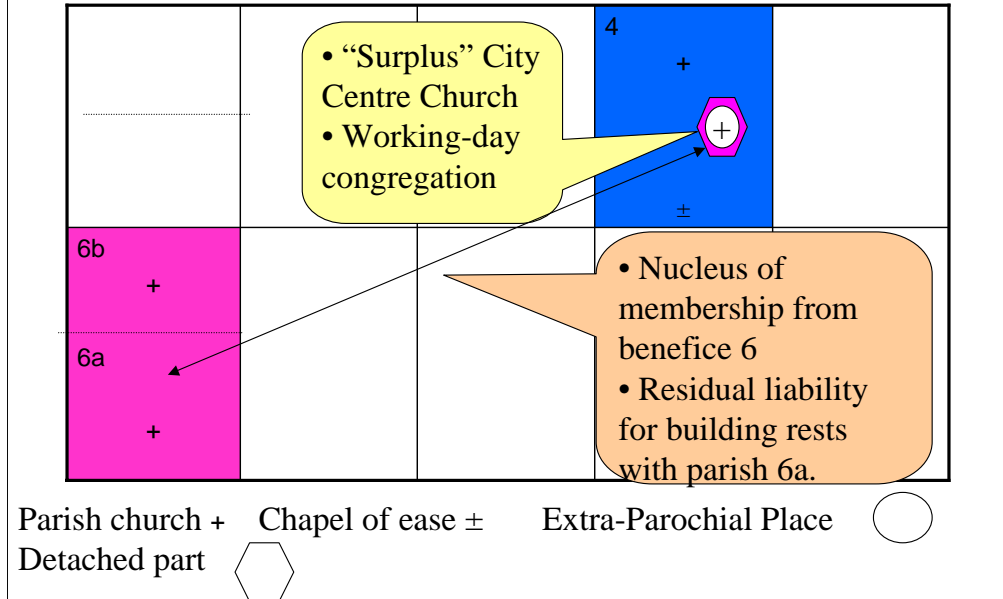 4
• “Surplus” City
Centre Church
• Working-day
congregation
+
+
±
6b
+
6a
+
• Nucleus of
membership from
benefice 6
• Residual liability
for building rests
with parish 6a.
Parish church + Chapel of ease ± Extra-Parochial Place
Detached part